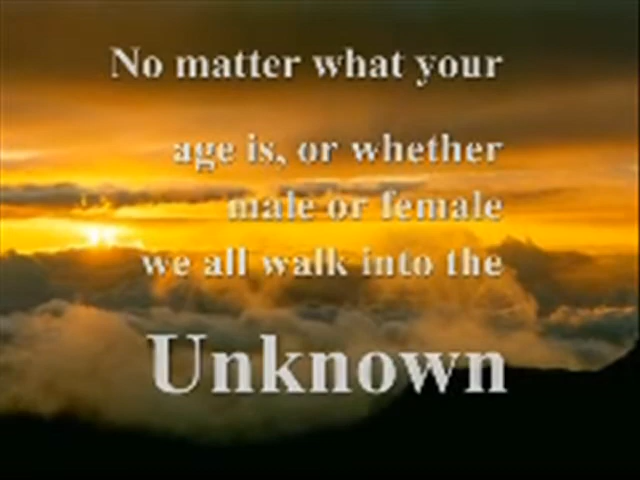 No matter what your
age is, or whether
male or female
we all walk into the
Unknown